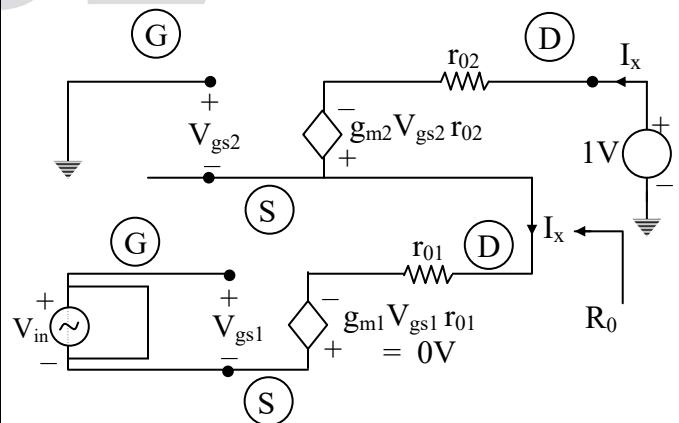 G
D
r02
Ix
+
Vgs2
−
−
gm2Vgs2 r02
+
1V
+
−
S
G
D
r01
Ix
R0
+
Vin
−
+
Vgs1
−
−
gm1Vgs1 r01
+ = 0V
S